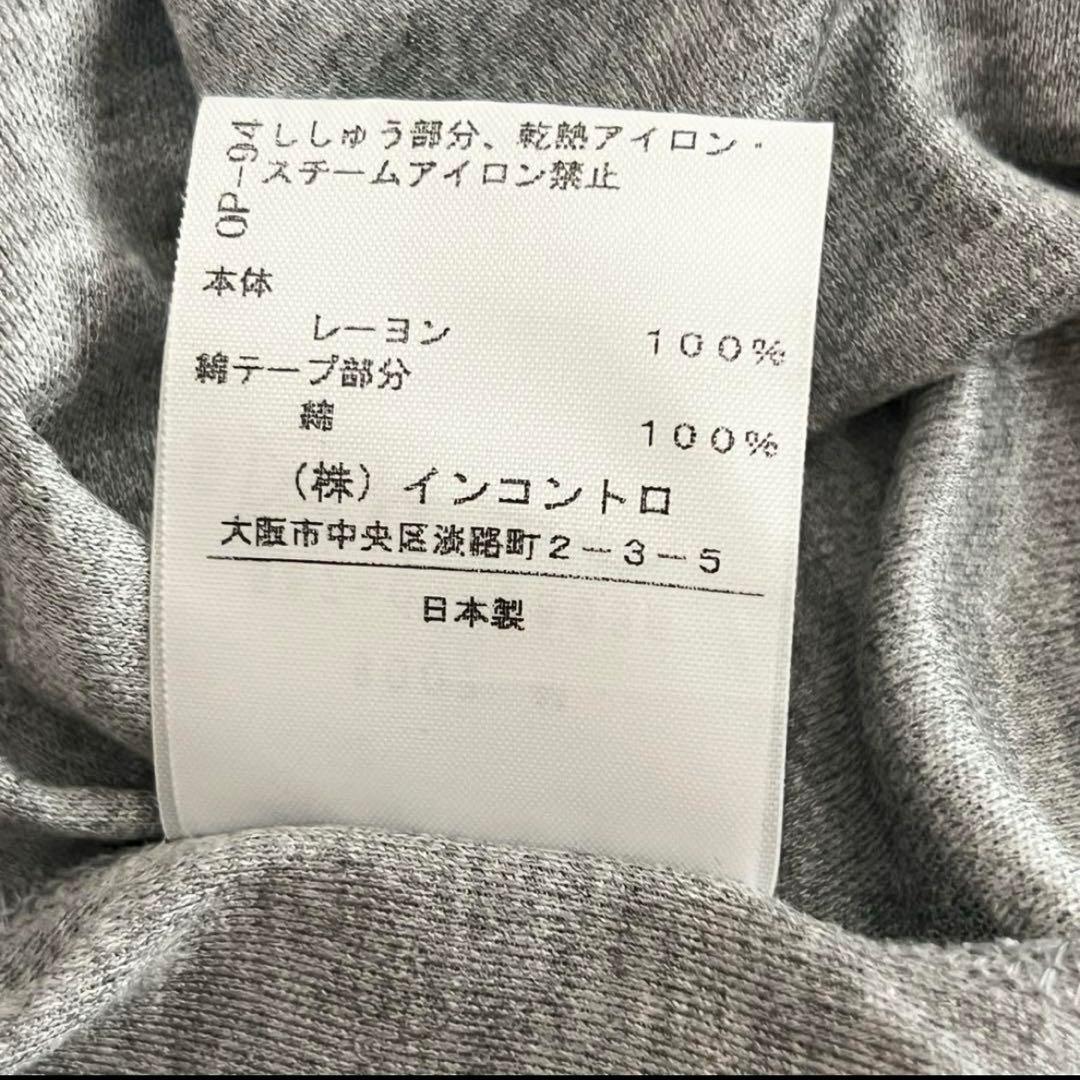 OP-94
ししゅう部分、乾熱アイロン・
スチームアイロン禁止
本体
レーヨン 100%
綿テープ部分
綿 100%
(株)インコントロ
大阪市中央区淡路町2-3-5
日本製